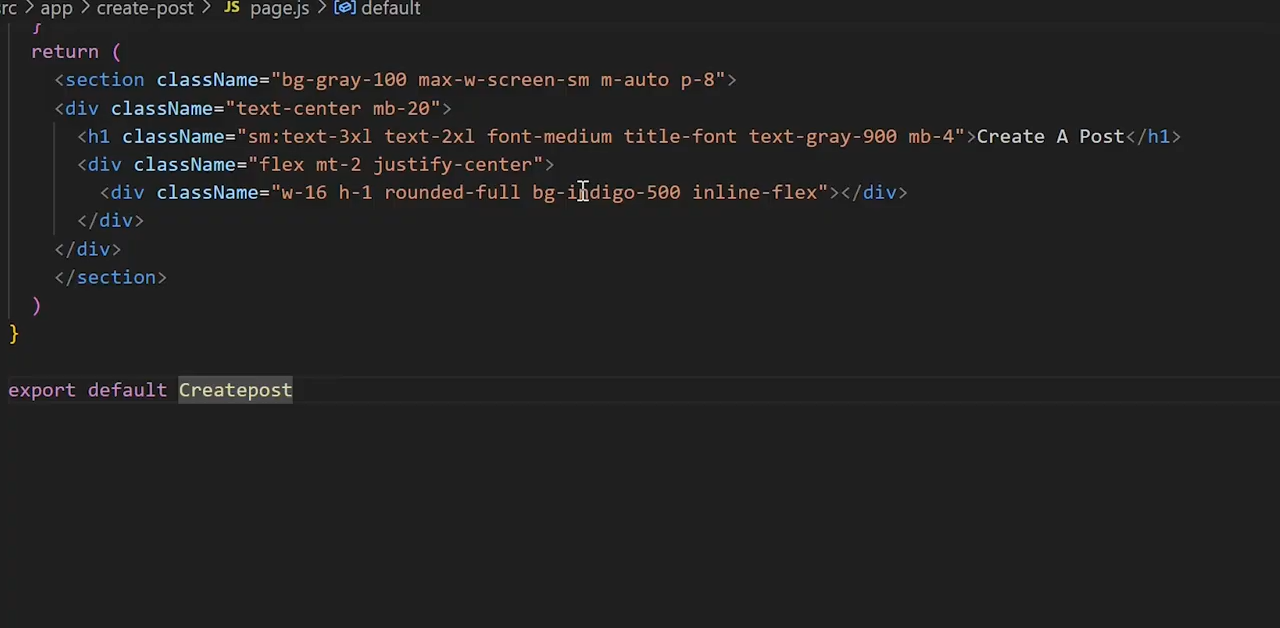 rc > app > create-post > JS page.js > default
}
return (
<section className="bg-gray-100 max-w-screen-sm m-auto p-8">
<div className="text-center mb-20">
<h1 className="sm:text-3xl text-2xl font-medium title-font text-gray-900 mb-4">Create A Post</h1>
<div className="flex mt-2 justify-center">
<div className="w-16 h-1 rounded-full bg-indigo-500 inline-flex"></div>
</div>
</div>
</section>
)
}
export default Createpost